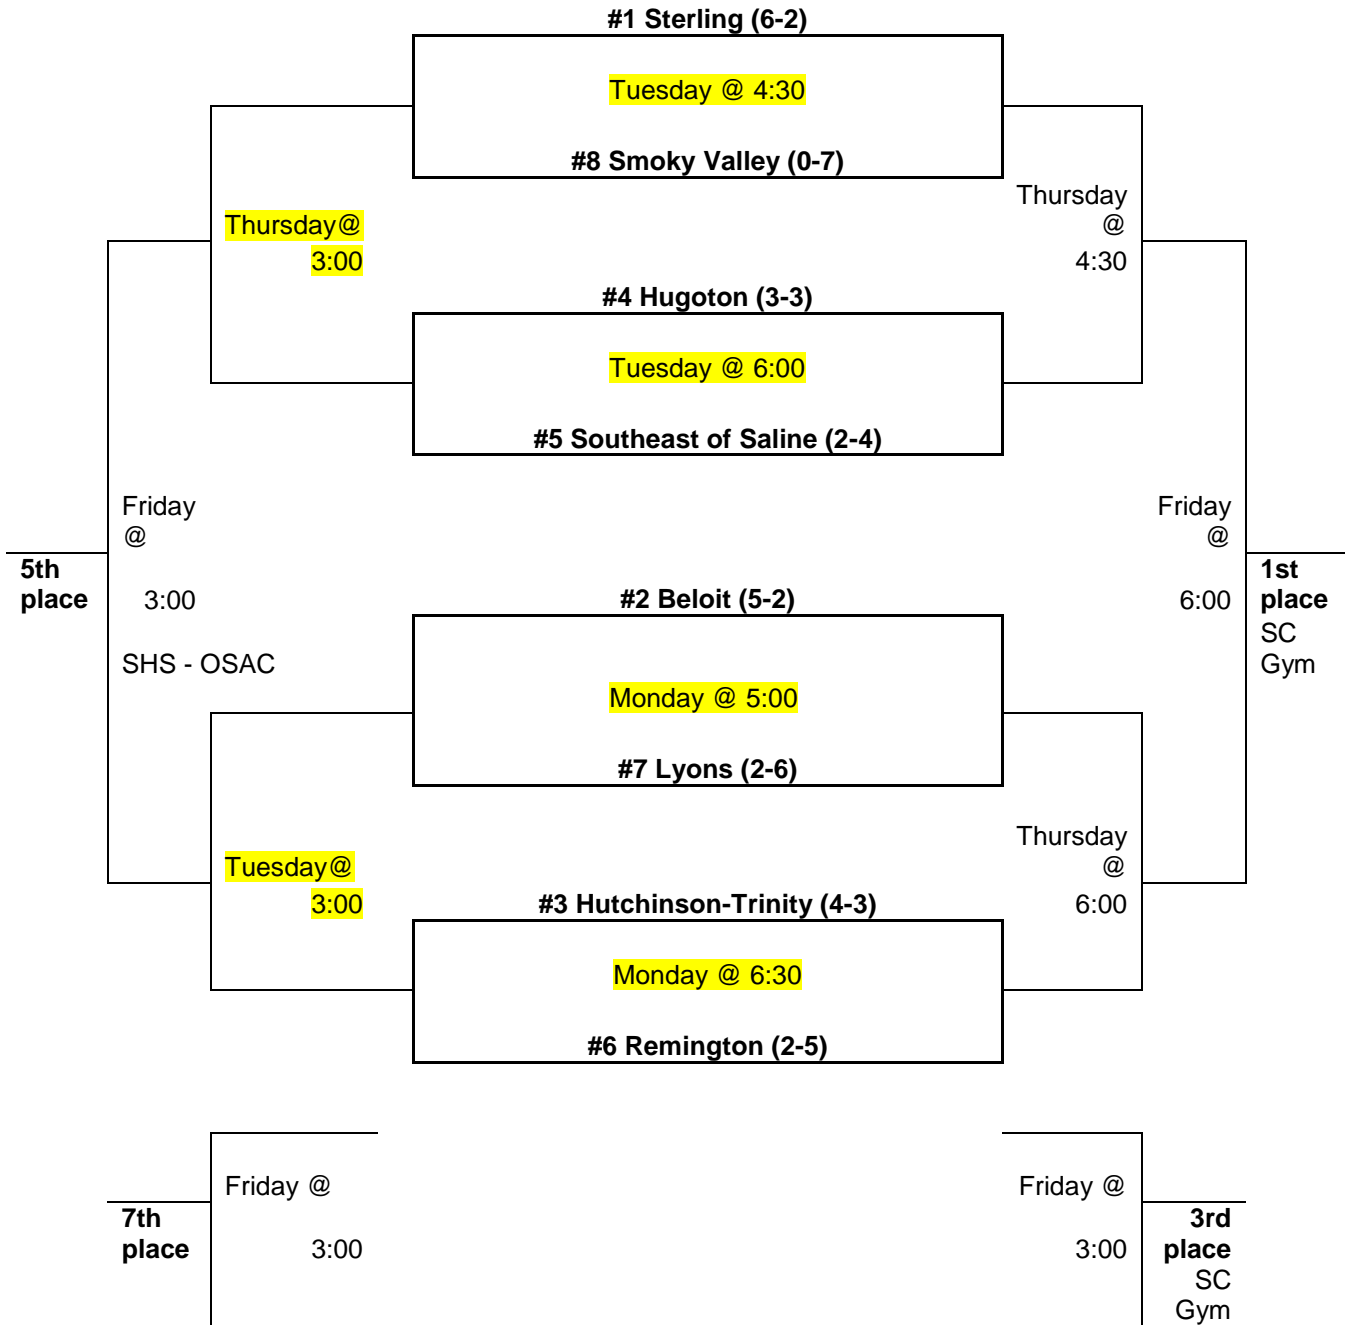 #1 Sterling (6-2)
Tuesday @ 4:30
#8 Smoky Valley (0-7)
Thursday@
3:00
Thursday
@
4:30
#4 Hugoton (3-3)
Tuesday @ 6:00
#5 Southeast of Saline (2-4)
Friday
@
3:00
SHS - OSAC
5th
place
Friday
@
6:00
1st
place
SC
Gym
#2 Beloit (5-2)
Monday @ 5:00
#7 Lyons (2-6)
Tuesday@
3:00
Thursday
@
6:00
#3 Hutchinson-Trinity (4-3)
Monday @ 6:30
#6 Remington (2-5)
Friday @
3:00
7th
place
Friday @
3:00
3rd
place
SC
Gym